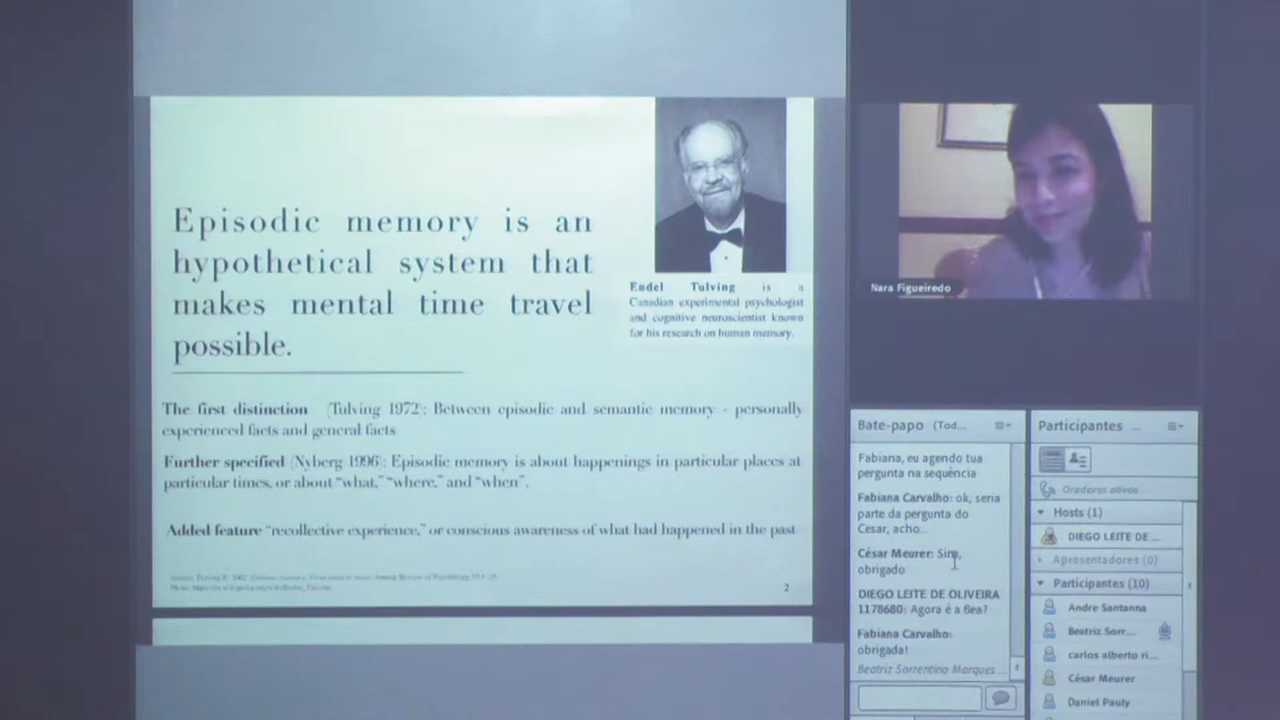 Episodic memory is an
hypothetical system that
makes mental time travel
possible.
Endel Tulving is a
Canadian experimental psychologist
and cognitive neuroscientist known
for his research on human memory.
The first distinction (Tulving 1972): Between episodic and semantic memory - personally
experienced facts and general facts
Further specified (Nyberg 1996): Episodic memory is about happenings in particular places at
particular times, or about “what,” “where,” and “when”.
Added feature “recollective experience,” or conscious awareness of what had happened in the past
2
Nara Figueiredo
Bate-papo (Tod...
Fabiana, eu agendo tua
pergunta na sequência
Fabiana Carvalho: ok, seria
parte da pergunta do
Cesar, acho...
César Meurer: Sim,
obrigado
DIEGO LEITE DE OLIVEIRA
1178680: Agora é a Bea?
Fabiana Carvalho:
obrigada!
Beatriz Sorrentino Marques ...
Participantes ...
Oradores ativos
Hosts (1)
DIEGO LEITE DE ...
Apresentadores (0)
Participantes (10)
Andre Santanna
Beatriz Sorr...
carlos alberto ri...
César Meurer
Daniel Pauly